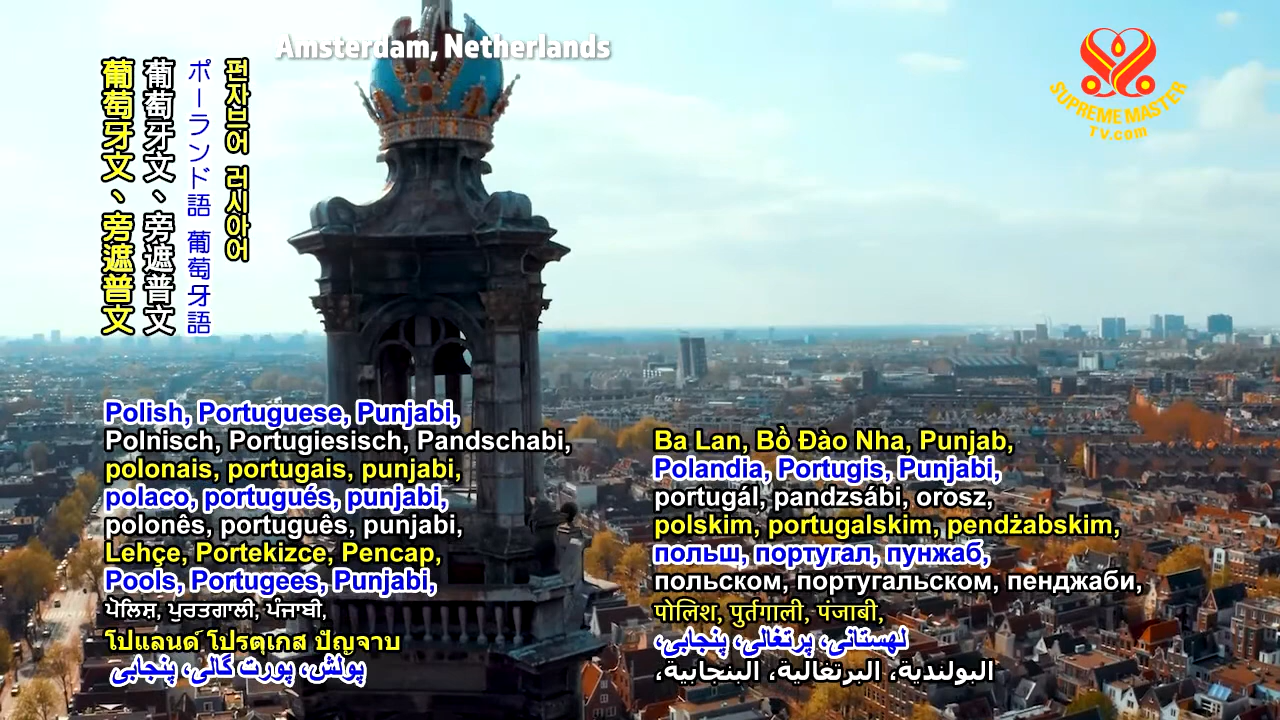 Amsterdam, Netherlands
SUPREME MASTER
TV.com
펀자브어 러시아어
ポーランド語 葡萄牙語
葡萄牙文、旁遮普文
葡萄牙文、旁遮普文
Polish, Portuguese, Punjabi,
Polnisch, Portugiesisch, Pandschabi,
polonais, portugais, punjabi,
polaco, portugués, punjabi,
polonês, português, punjabi,
Lehçe, Portekizce, Pencap,
Pools, Portugees, Punjabi,
ਪੋਲਿਸ਼, ਪੁਰਤਗਾਲੀ, ਪੰਜਾਬੀ,
โปแลนด์ โปรตุเกส ปัญจาบ
پولش، پورت گالی، پنجابی
Ba Lan, Bồ Đào Nha, Punjab,
Polandia, Portugis, Punjabi,
portugál, pandzsábi, orosz,
polskim, portugalskim, pendżabskim,
польш, португал, пунжаб,
польском, португальском, пенджаби,
पोलिश, पुर्तगाली, पंजाबी,
لهستانی، پرتغالی، پنجابی،
البولندية، البرتغالية، البنجابية،